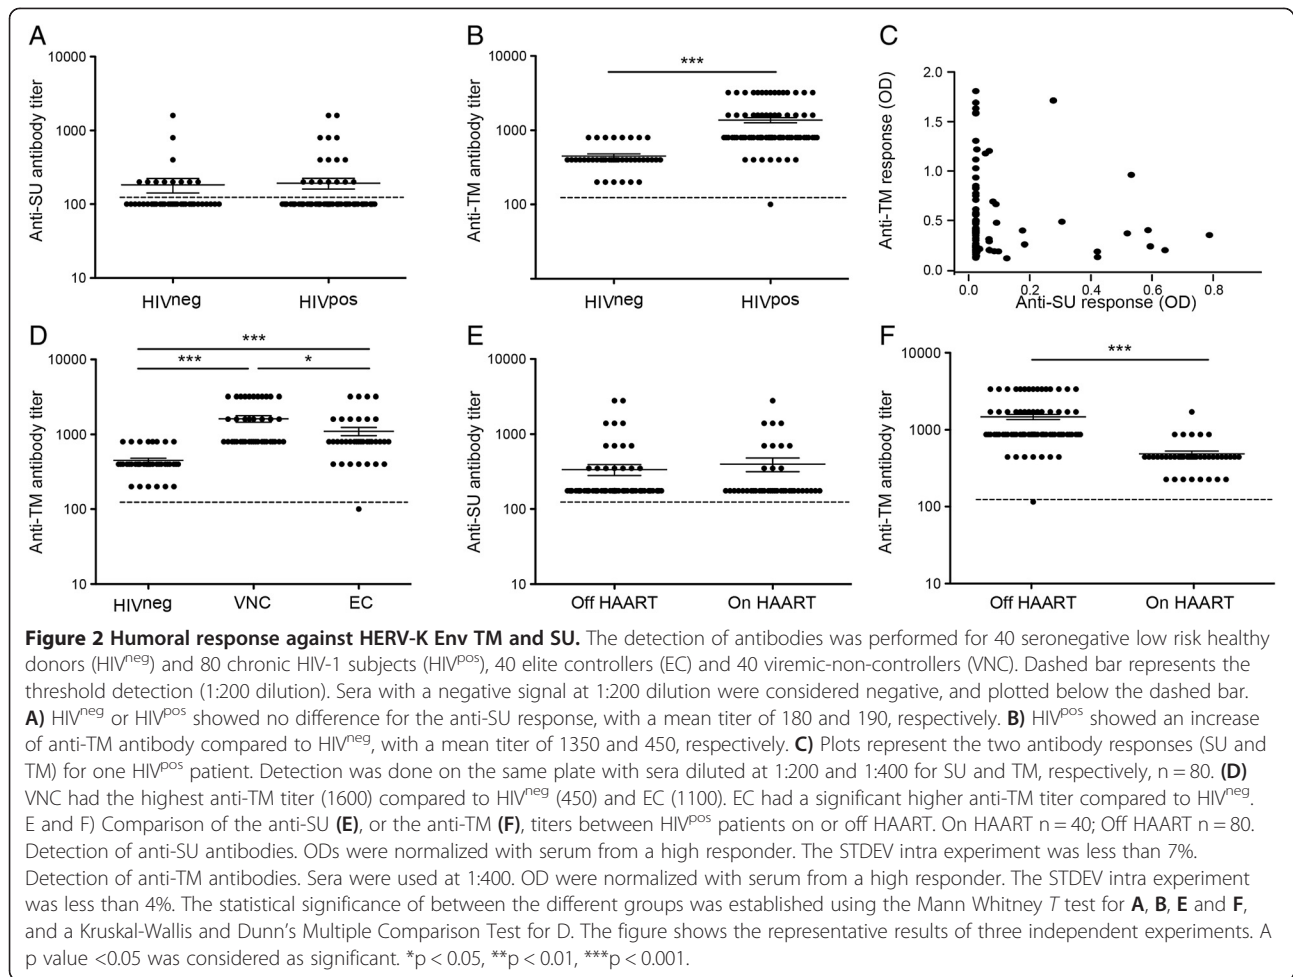 A
10000
1000
100
10
Anti-SU antibody titer
HIVneg
HIVpos
B
10000
1000
100
Anti-TM antibody titer
***
HIVneg
HIVpos
C
2.0
1.5
1.0
0.5
0.0
Anti-TM response (OD)
0.0 0.2 0.4 0.6 0.8
Anti-SU response (OD)
D
10000
1000
100
10
Anti-TM antibody titer
***
*** *
HIVneg
VNC
EC
E
10000
1000
100
10
Anti-SU antibody titer
Off HAART
On HAART
F
10000
1000
100
10
Anti-TM antibody titer
***
Off HAART
On HAART
Figure 2 Humoral response against HERV-K Env TM and SU. The detection of antibodies was performed for 40 seronegative low risk healthy
donors (HIVneg) and 80 chronic HIV-1 subjects (HIVpos), 40 elite controllers (EC) and 40 viremic-non-controllers (VNC). Dashed bar represents the
threshold detection (1:200 dilution). Sera with a negative signal at 1:200 dilution were considered negative, and plotted below the dashed bar.
A) HIVneg or HIVpos showed no difference for the anti-SU response, with a mean titer of 180 and 190, respectively. B) HIVpos showed an increase
of anti-TM antibody compared to HIVneg, with a mean titer of 1350 and 450, respectively. C) Plots represent the two antibody responses (SU and
TM) for one HIVpos patient. Detection was done on the same plate with sera diluted at 1:200 and 1:400 for SU and TM, respectively, n = 80. (D)
VNC had the highest anti-TM titer (1600) compared to HIVneg (450) and EC (1100). EC had a significant higher anti-TM titer compared to HIVneg.
E and F) Comparison of the anti-SU (E), or the anti-TM (F), titers between HIVpos patients on or off HAART. On HAART n = 40; Off HAART n = 80.
Detection of anti-SU antibodies. ODs were normalized with serum from a high responder. The STDEV intra experiment was less than 7%.
Detection of anti-TM antibodies. Sera were used at 1:400. OD were normalized with serum from a high responder. The STDEV intra experiment
was less than 4%. The statistical significance of between the different groups was established using the Mann Whitney T test for A, B, E and F,
and a Kruskal-Wallis and Dunn's Multiple Comparison Test for D. The figure shows the representative results of three independent experiments. A
p value <0.05 was considered as significant. *p < 0.05, **p < 0.01, ***p < 0.001.